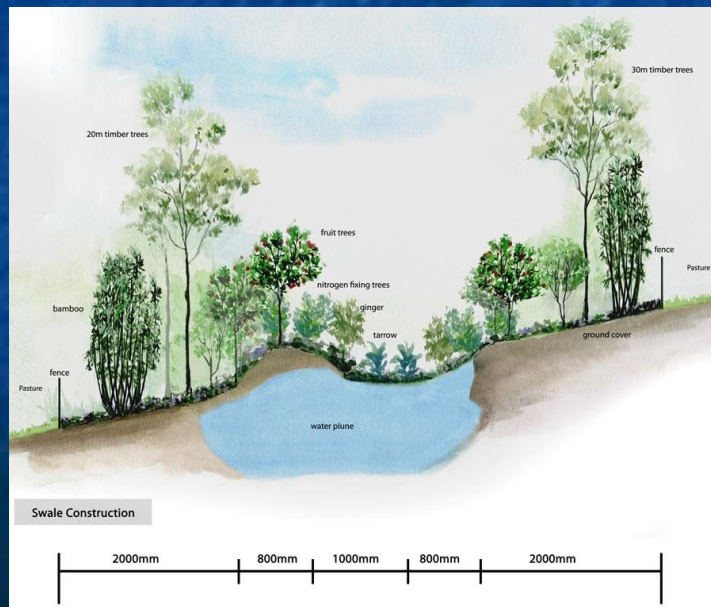 30m timber trees
20m timber trees
fruit trees
fence
Pasture
nitrogen fixing trees
ginger
bamboo
tarrow
ground cover
fence
Pasture
water plune
Swale Construction
2000mm 800mm 1000mm 800mm 2000mm